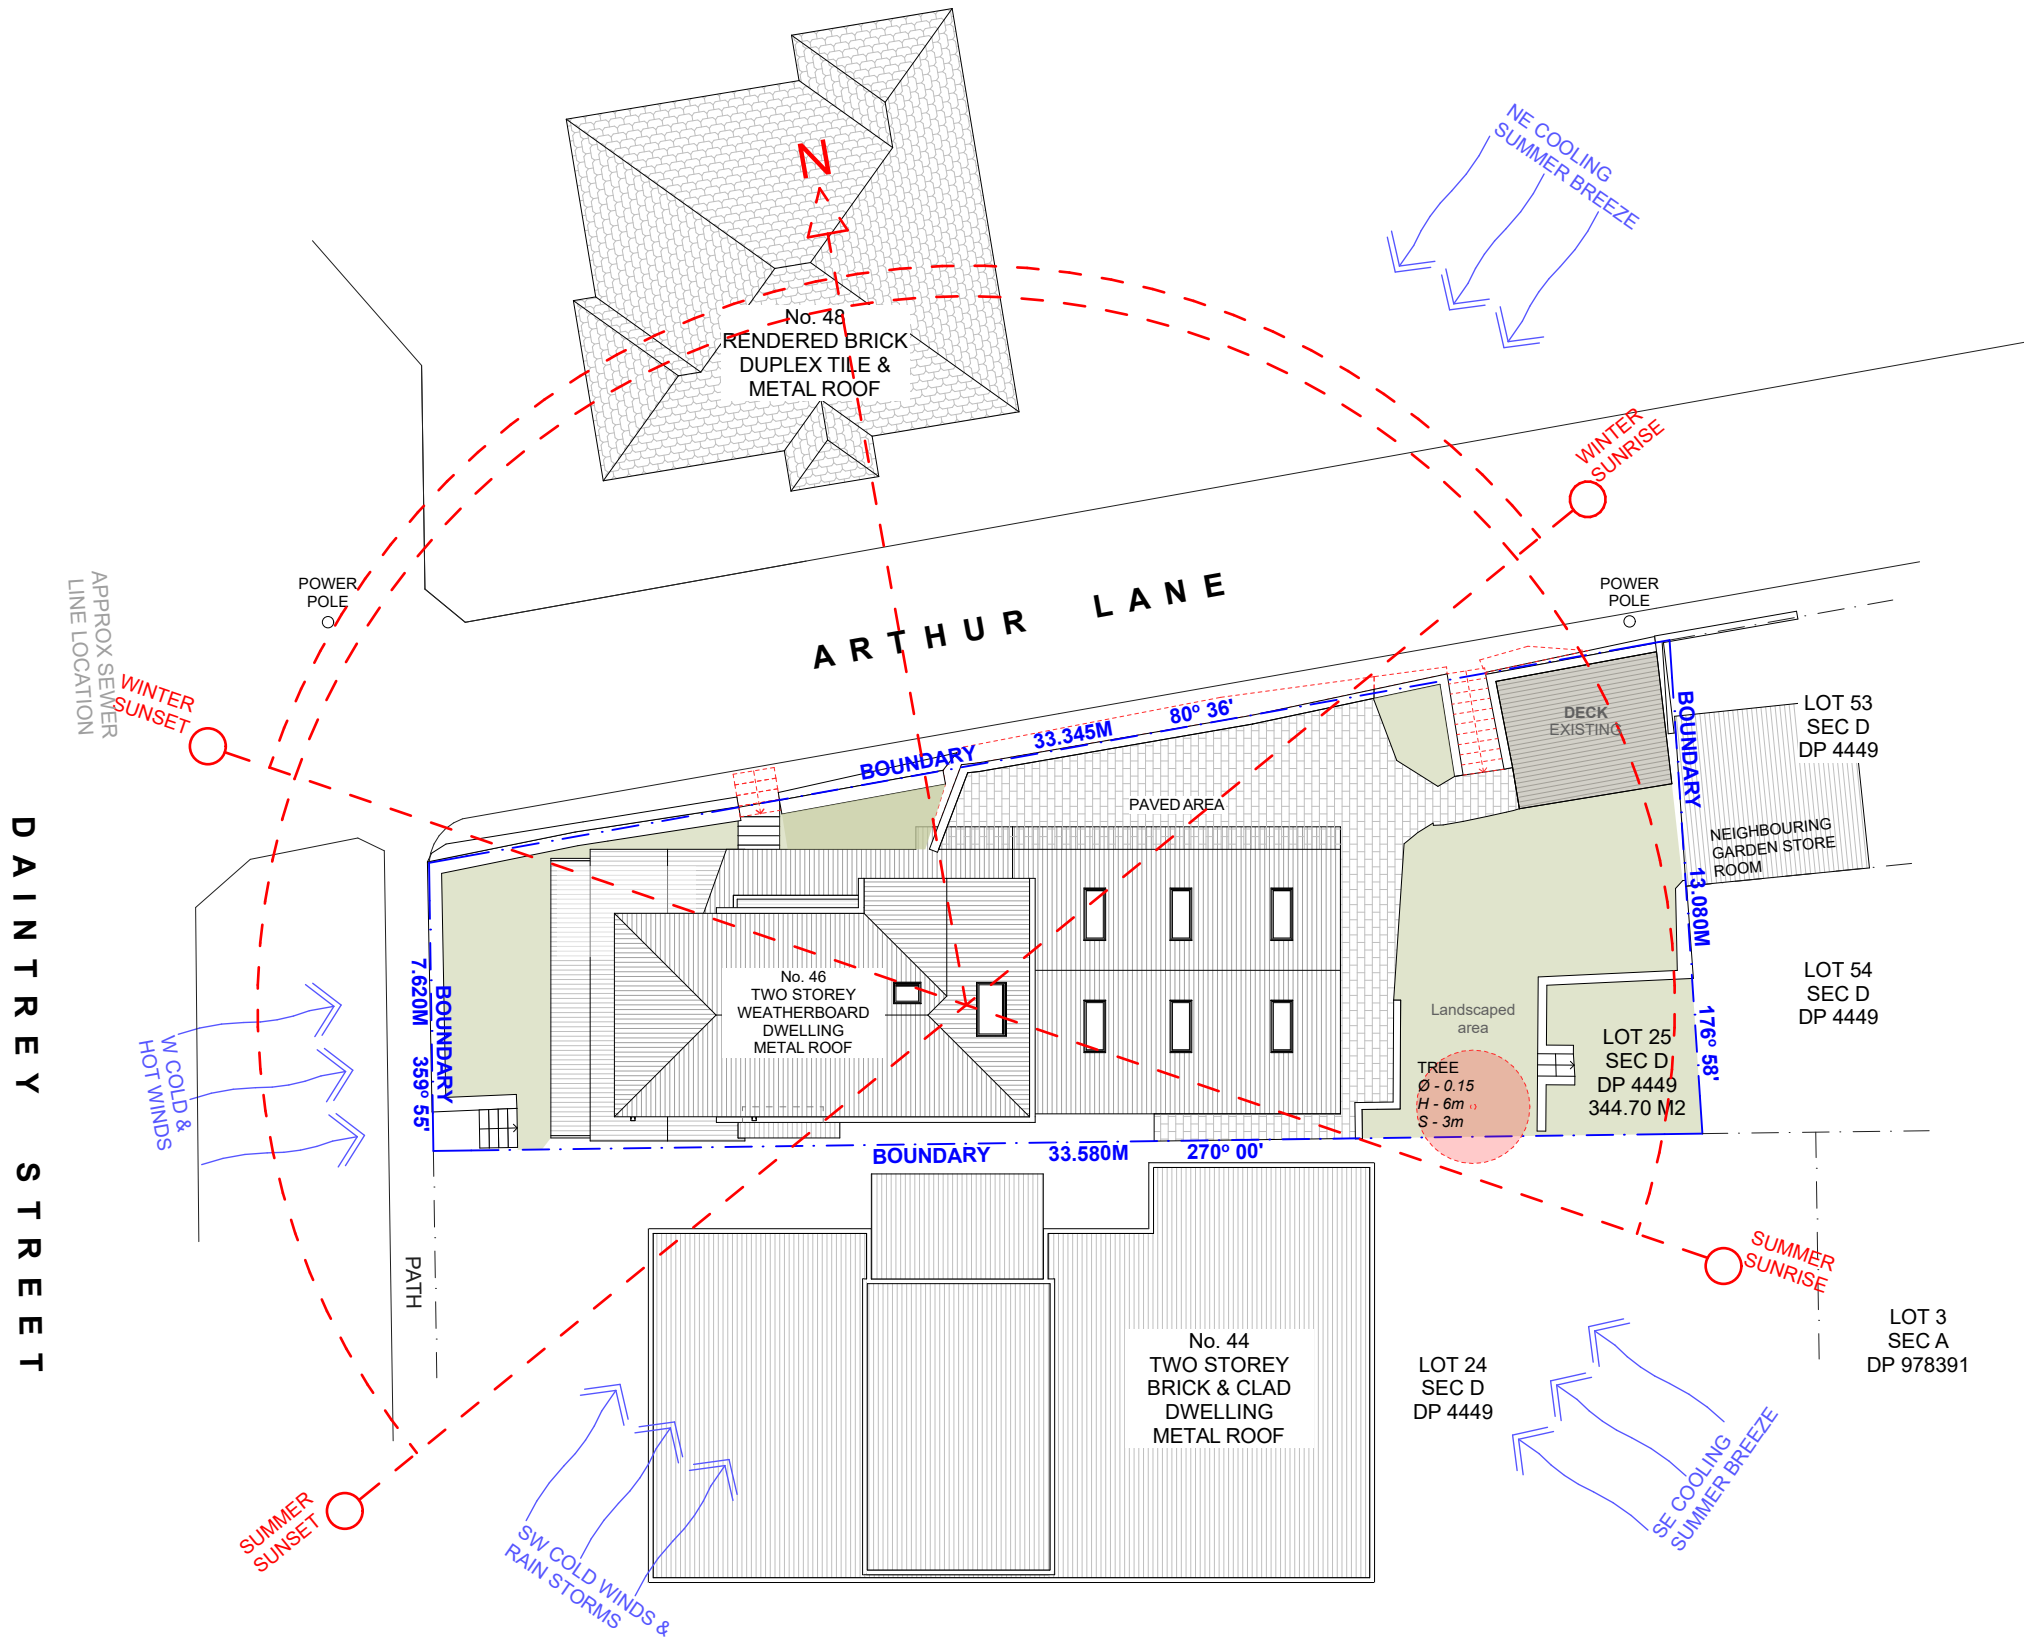 N
NE COOLING
SUMMER BREEZE
No. 48
RENDERED BRICK
DUPLEX TILE &
METAL ROOF
WINTER
SUNRISE
APPROX SEWER
LINE LOCATION
POWER
POLE
ARTHUR LANE
POWER
POLE
WINTER
SUNSET
BOUNDARY 33.345M 80° 36'
DECK
EXISTING
BOUNDARY 13.080M 176° 58'
LOT 53
SEC D
DP 4449
PAVED AREA
NEIGHBOURING
GARDEN STORE
ROOM
DAINTREY STREET
W COLD &
HOT WINDS
BOUNDARY
7.620M 359° 55'
No. 46
TWO STOREY
WEATHERBOARD
DWELLING
METAL ROOF
Landscaped
area
LOT 54
SEC D
DP 4449
LOT 25
SEC D
DP 4449
344.70 M2
TREE
Ø - 0.15
H - 6m
S - 3m
BOUNDARY 33.580M 270° 00'
PATH
SUMMER
SUNRISE
No. 44
TWO STOREY
BRICK & CLAD
DWELLING
METAL ROOF
LOT 24
SEC D
DP 4449
LOT 3
SEC A
DP 978391
SUMMER
SUNSET
SW COLD WINDS &
RAIN STORMS
SE COOLING
SUMMER BREEZE